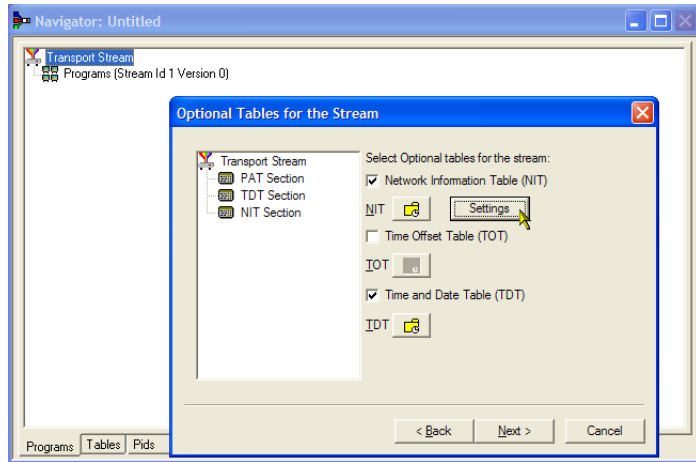 Navigator: Untitled
Transport Stream
Programs (Stream Id 1 Version 0)
Optional Tables for the Stream
Transport Stream
PAT Section
TDT Section
NIT Section
Select Optional tables for the stream:
Network Information Table (NIT)
NIT Settings
Time Offset Table (TOT)
TOT
Time and Date Table (TDT)
TDT
< Back Next > Cancel
Programs Tables Pids